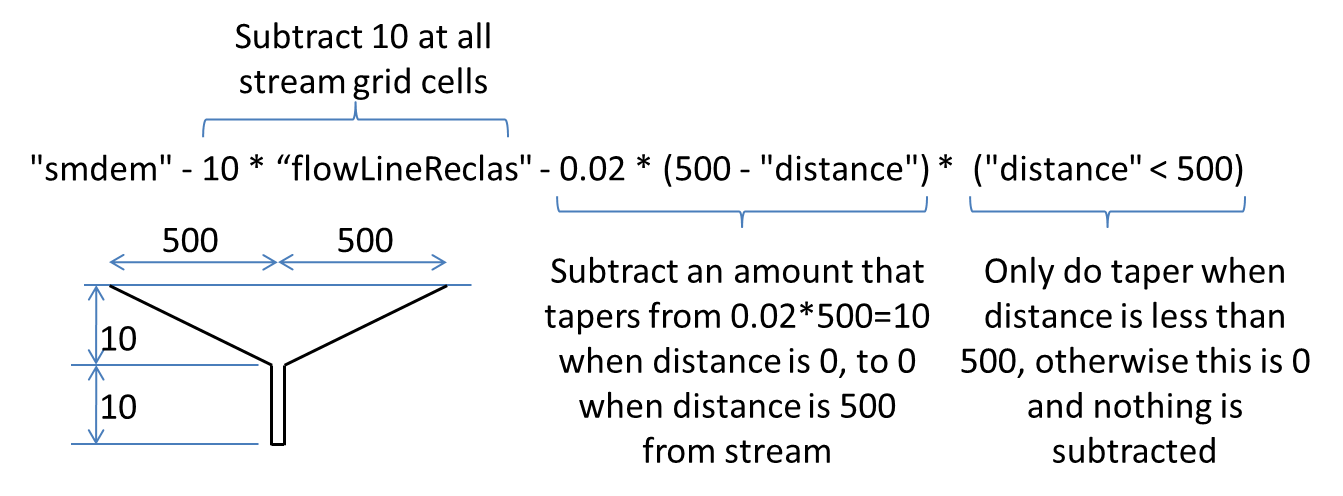 Subtract 10 at all
stream grid cells
"smdem" - 10 * “flowLineReclas" - 0.02 * (500 - "distance") * ("distance" < 500)
500
500
10
10
Subtract an amount that
tapers from 0.02*500=10
when distance is 0, to 0
when distance is 500
from stream
Only do taper when
distance is less than
500, otherwise this is 0
and nothing is
subtracted